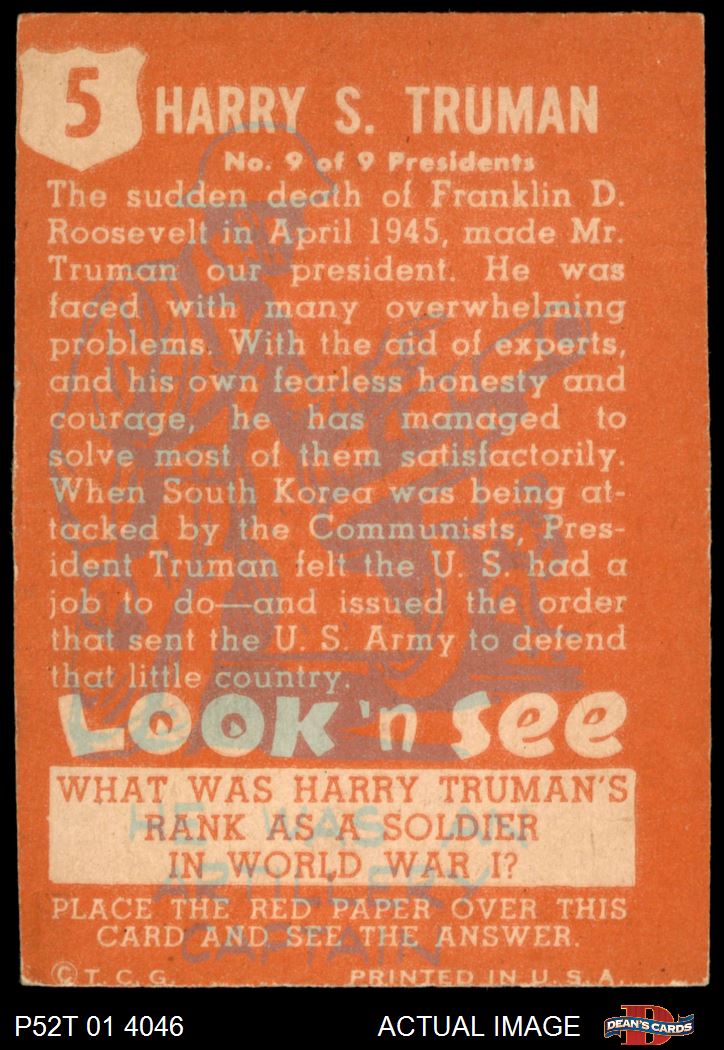 5
HARRY S. TRUMAN
No. 9 of 9 Presidents
The sudden death of Franklin D.
Roosevelt in April 1945, made Mr.
Truman our president. He was
faced with many overwhelming
problems. With the aid of experts,
and his own fearless honesty and
courage, he has managed to
solve most of them satisfactorily.
When South Korea was being at-
tacked by the Communists, Pres-
ident Truman felt the U. S. had a
job to do—and issued the order
that sent the U. S. Army to defend
that little country.
LOOK 'n SEE
WHAT WAS HARRY TRUMAN'S
RANK AS A SOLDIER
IN WORLD WAR I?
HE WAS AN
ARTILLERY
CAPTAIN
PLACE THE RED PAPER OVER THIS
CARD AND SEE THE ANSWER.
© T. C. G. PRINTED IN U. S. A.
P52T 01 4046 ACTUAL IMAGE DEAN'S CARDS